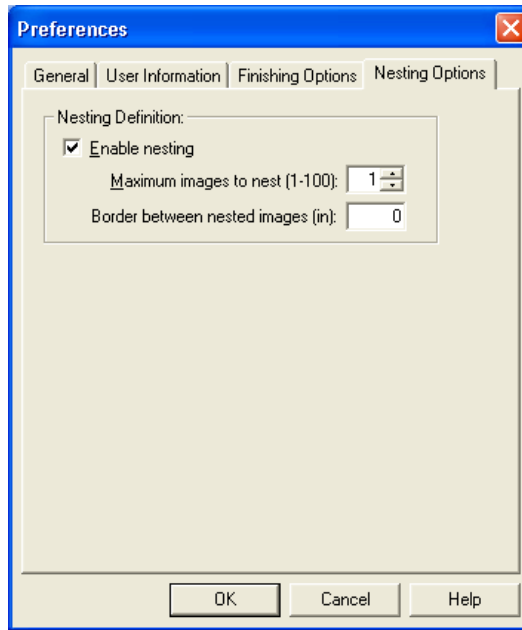 Preferences
General User Information Finishing Options Nesting Options
Nesting Definition:
Enable nesting
Maximum images to nest (1-100): 1
Border between nested images (in): 0
OK Cancel Help